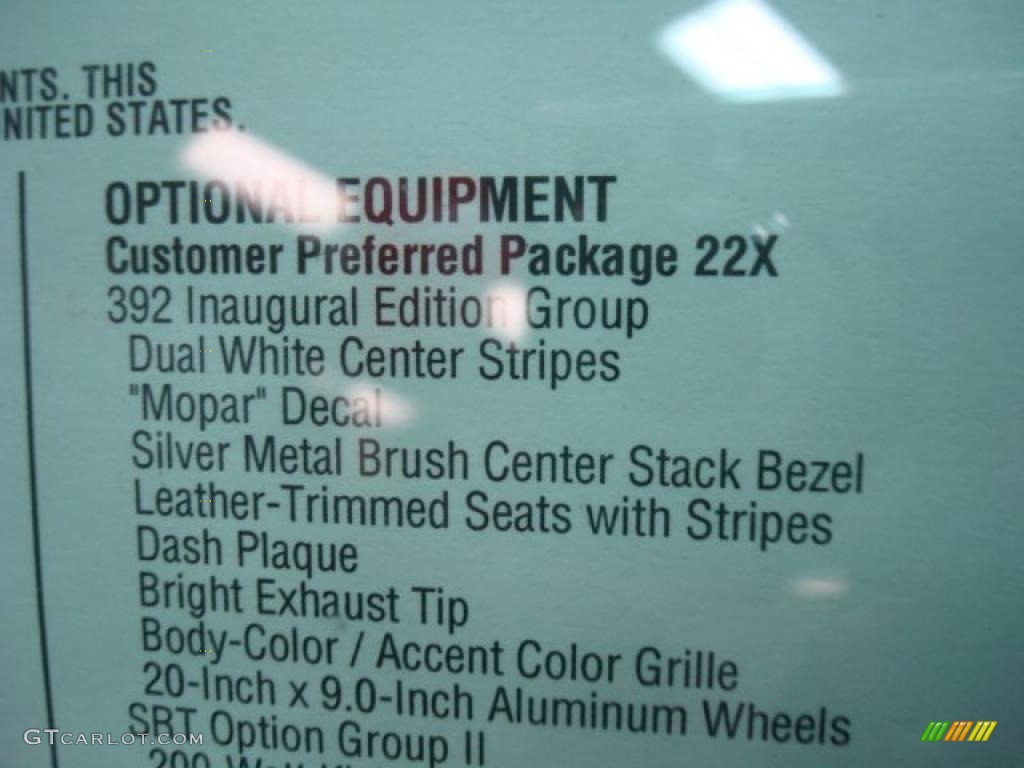 NTS. THIS
NITED STATES.
OPTIONAL EQUIPMENT
Customer Preferred Package 22X
392 Inaugural Edition Group
Dual White Center Stripes
"Mopar" Decal
Silver Metal Brush Center Stack Bezel
Leather-Trimmed Seats with Stripes
Dash Plaque
Bright Exhaust Tip
Body-Color / Accent Color Grille
20-Inch x 9.0-Inch Aluminum Wheels
SRT Option Group II
GTCARLOT.COM